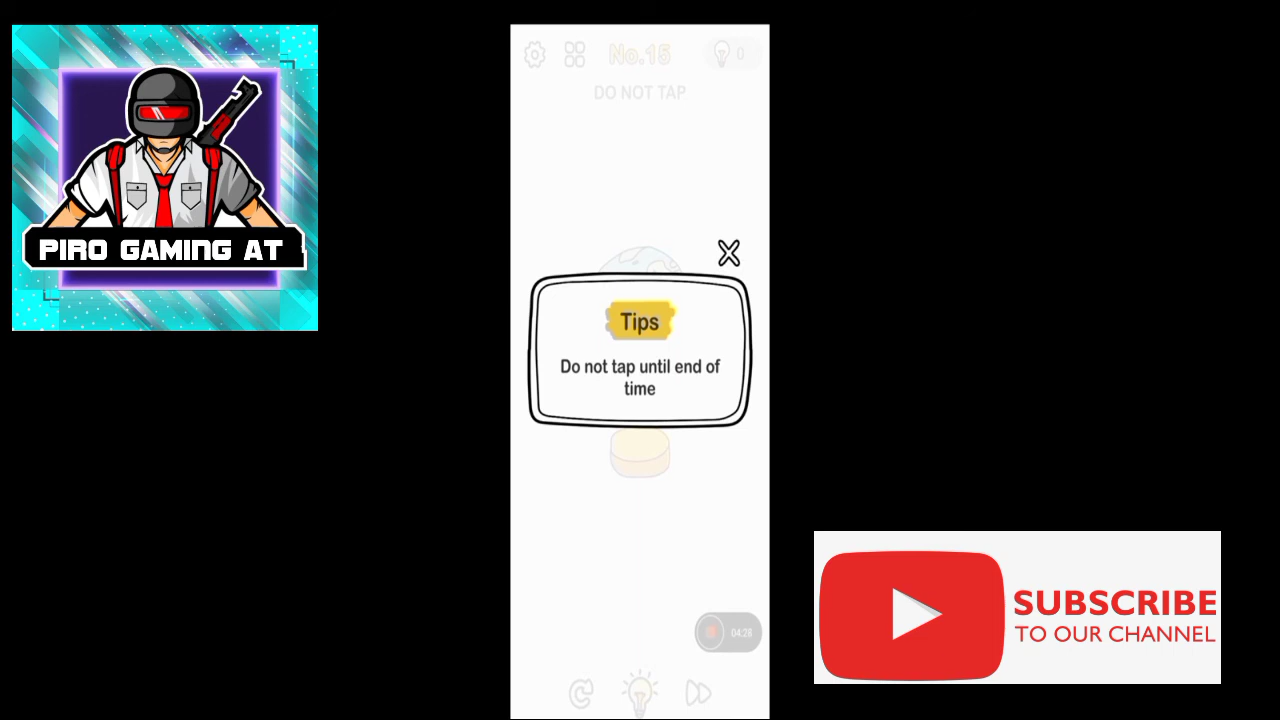 PIRO GAMING AT
No.15
0
DO NOT TAP
Tips
Do not tap until end of
time
04:28
SUBSCRIBE
TO OUR CHANNEL